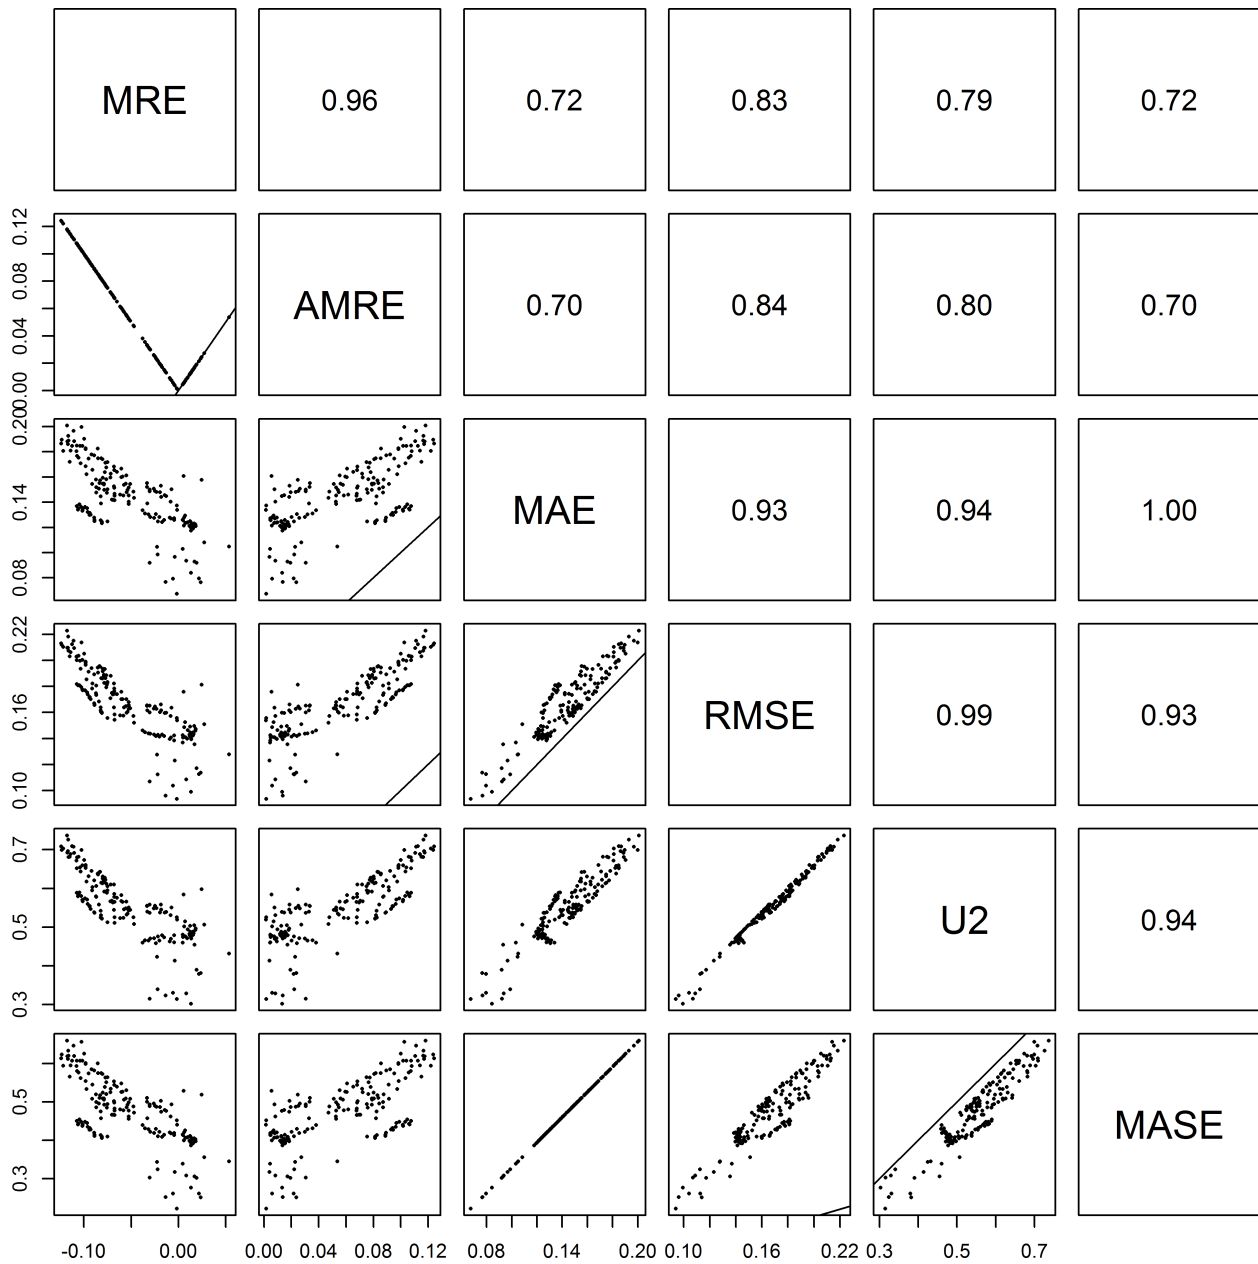 MRE 0.96 0.72 0.83 0.79 0.72
0.00 0.04 0.08 0.12
AMRE 0.70 0.84 0.80 0.70
0.08 0.14 0.20
MAE 0.93 0.94 1.00
0.10 0.16 0.22
RMSE 0.99 0.93
0.3 0.5 0.7
U2 0.94
0.3 0.5
MASE
-0.10 0.00 0.00 0.04 0.08 0.12 0.08 0.14 0.20 0.10 0.16 0.22 0.3 0.5 0.7